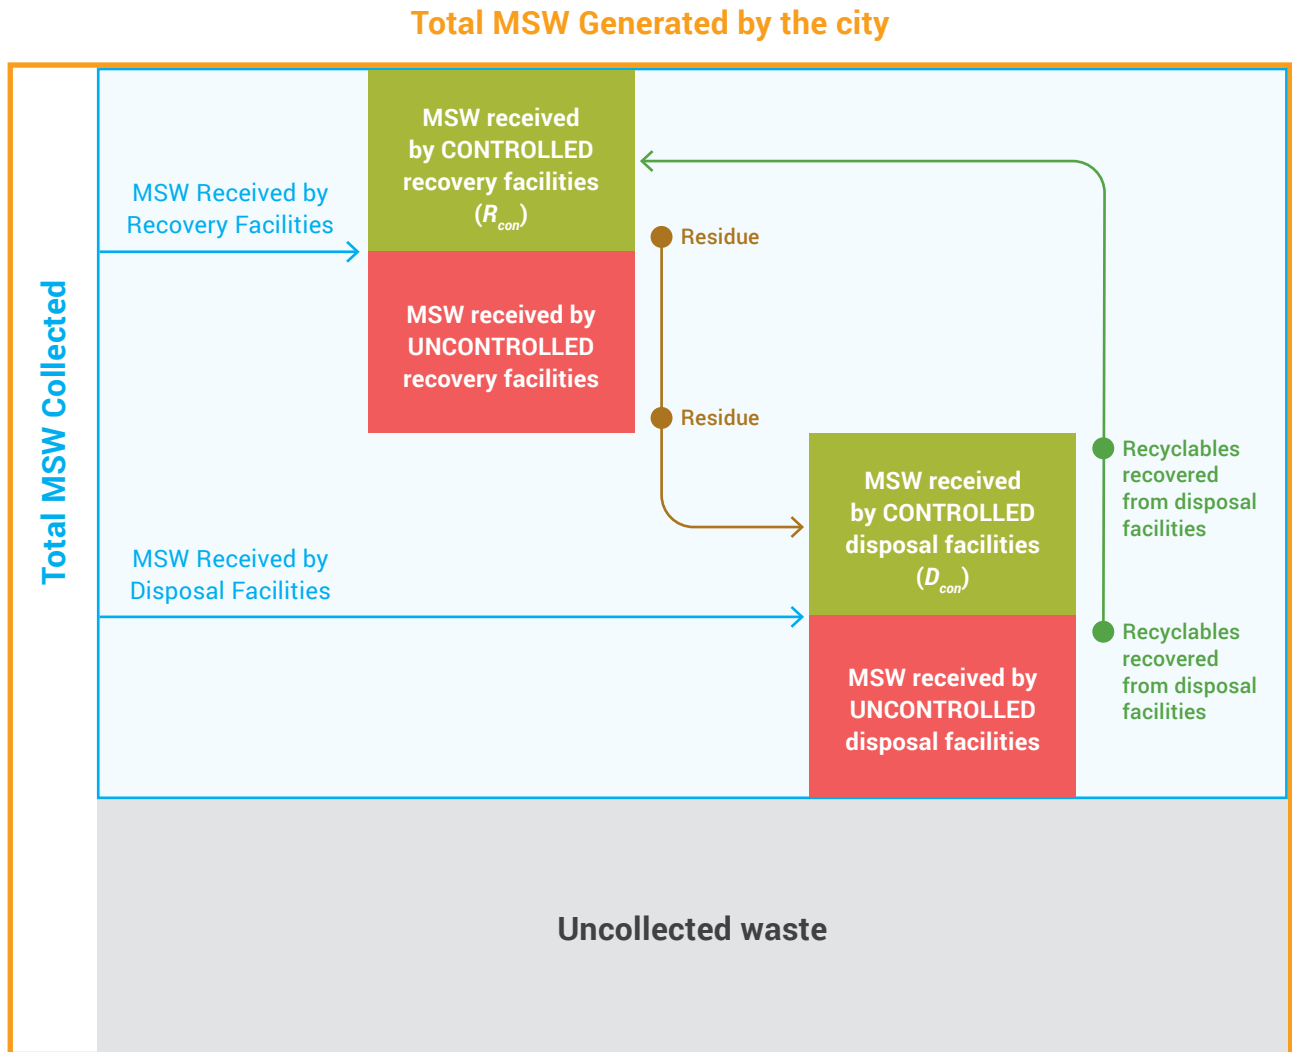 Total MSW Generated by the city
Total MSW Collected
MSW Received by
Recovery Facilities
MSW received
by CONTROLLED
recovery facilities
(R_con)
MSW received by
UNCONTROLLED
recovery facilities
Residue
Residue
MSW Received by
Disposal Facilities
MSW received
by CONTROLLED
disposal facilities
(D_con)
MSW received by
UNCONTROLLED
disposal facilities
Recyclables
recovered
from disposal
facilities
Recyclables
recovered
from disposal
facilities
Uncollected waste